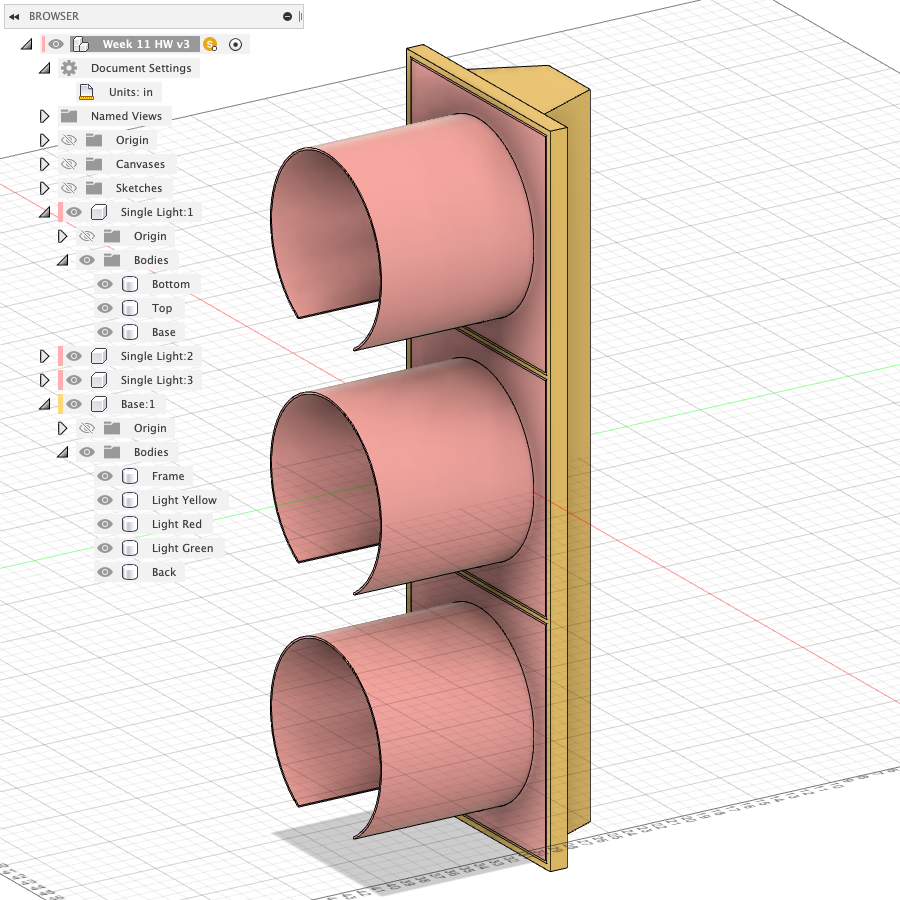 BROWSER
Week 11 HW v3 S
Document Settings
Units: in
Named Views
Origin
Canvases
Sketches
Single Light:1
Origin
Bodies
Bottom
Top
Base
Single Light:2
Single Light:3
Base:1
Origin
Bodies
Frame
Light Yellow
Light Red
Light Green
Back